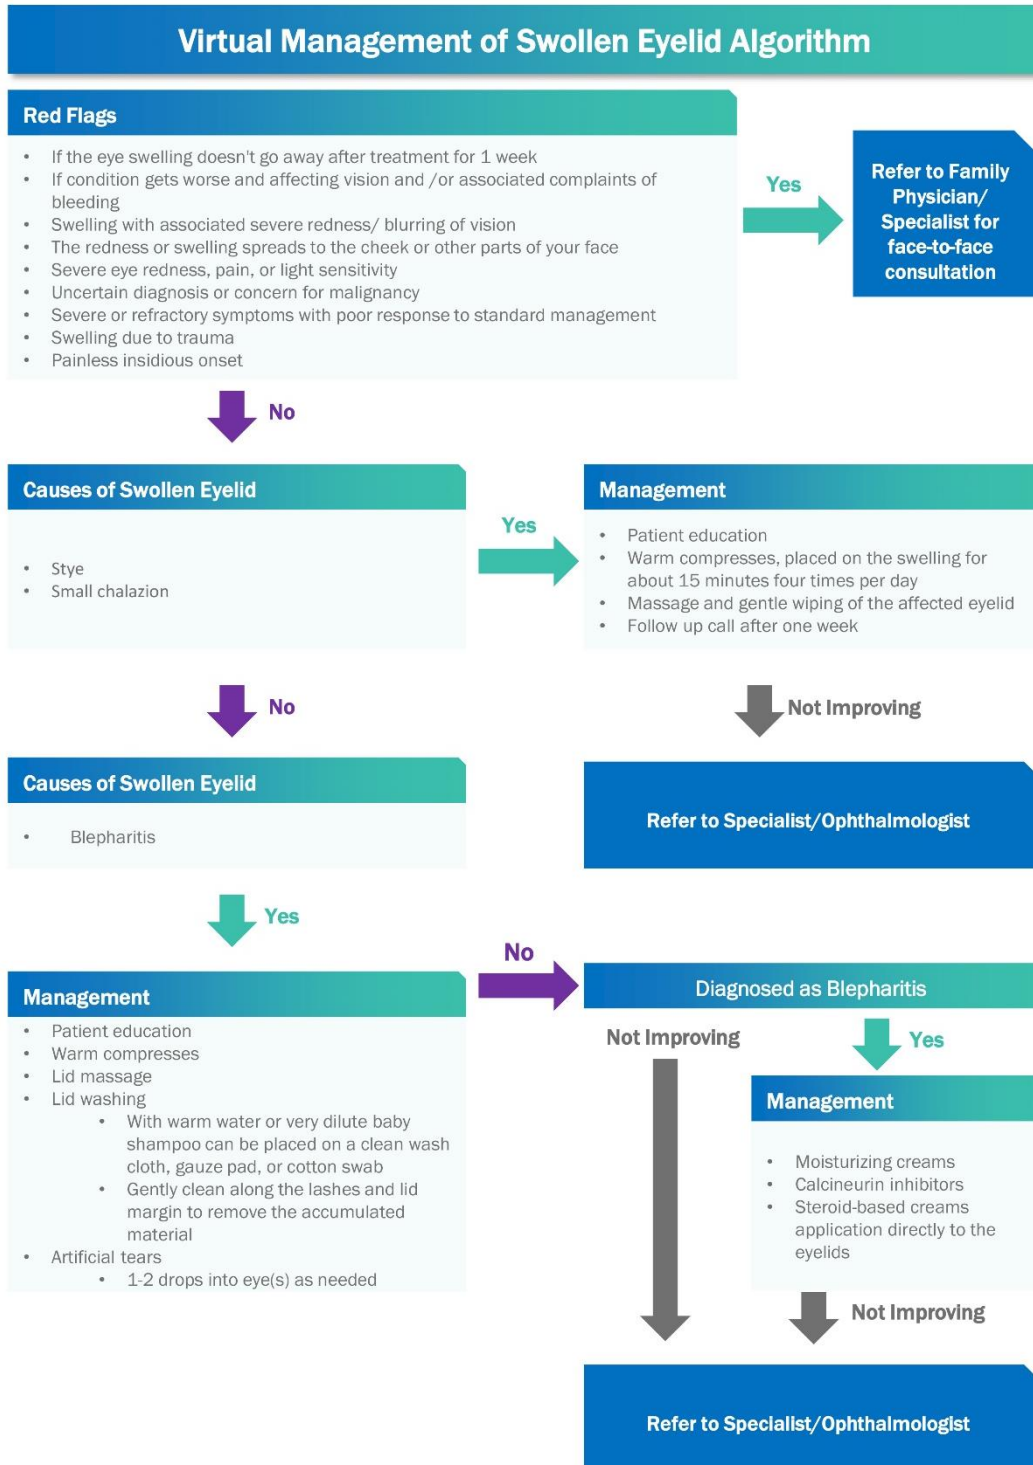 Virtual Management of Swollen Eyelid Algorithm
Red Flags
• If the eye swelling doesn't go away after treatment for 1 week
• If condition gets worse and affecting vision and /or associated complaints of
bleeding
• Swelling with associated severe redness/ blurring of vision
• The redness or swelling spreads to the cheek or other parts of your face
• Severe eye redness, pain, or light sensitivity
• Uncertain diagnosis or concern for malignancy
• Severe or refractory symptoms with poor response to standard management
• Swelling due to trauma
• Painless insidious onset
Yes
Refer to Family
Physician/
Specialist for
face-to-face
consultation
No
Causes of Swollen Eyelid
• Stye
• Small chalazion
Yes
Management
• Patient education
• Warm compresses, placed on the swelling for
about 15 minutes four times per day
• Massage and gentle wiping of the affected eyelid
• Follow up call after one week
No
Not Improving
Causes of Swollen Eyelid
• Blepharitis
Refer to Specialist/Ophthalmologist
Yes
Management
• Patient education
• Warm compresses
• Lid massage
• Lid washing
• With warm water or very dilute baby
shampoo can be placed on a clean wash
cloth, gauze pad, or cotton swab
• Gently clean along the lashes and lid
margin to remove the accumulated
material
• Artificial tears
• 1-2 drops into eye(s) as needed
No
Diagnosed as Blepharitis
Not Improving
Yes
Management
• Moisturizing creams
• Calcineurin inhibitors
• Steroid-based creams
application directly to the
eyelids
Not Improving
Refer to Specialist/Ophthalmologist